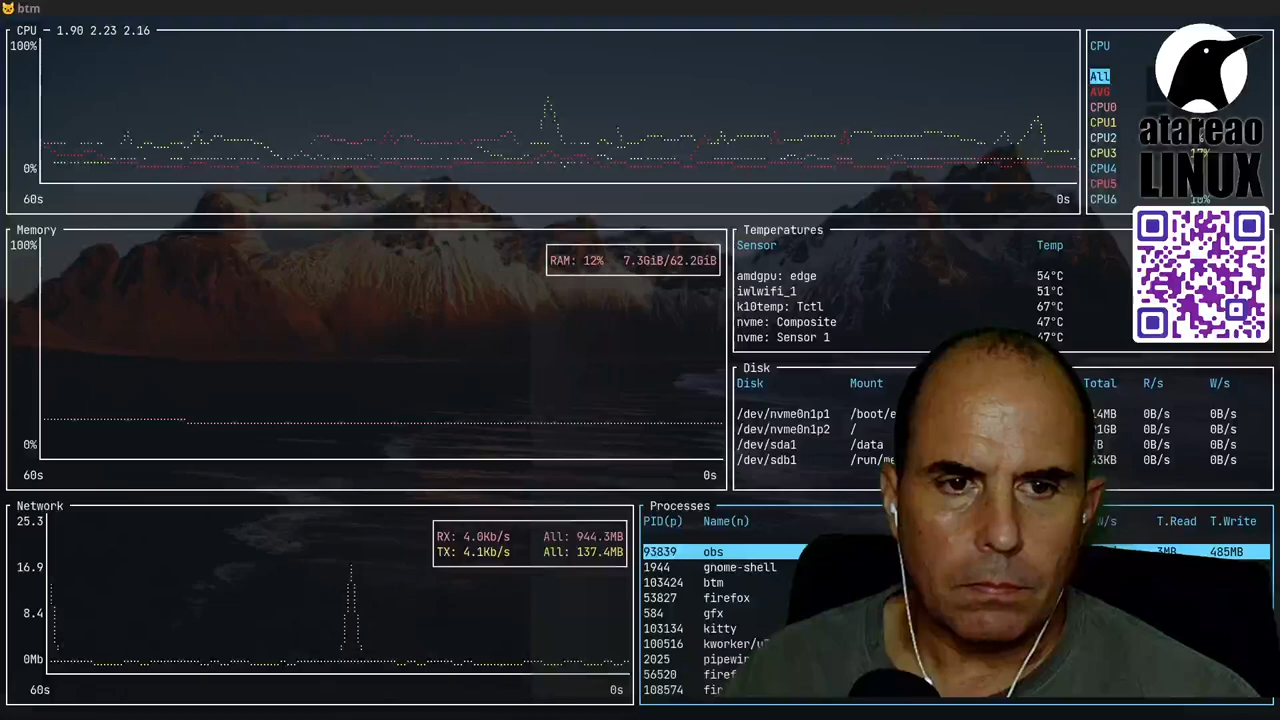 btm
CPU — 1.90 2.23 2.16
100%
0%
60s
0s
CPU
All
AVG
CPU0
CPU1
CPU2
CPU3
CPU4
CPU5
CPU6
atareao
LINUX
Memory
100%
RAM: 12% 7.3GiB/62.2GiB
0%
60s
0s
Temperatures
Sensor Temp
amdgpu: edge 54°C
iwlwifi_1 51°C
k10temp: Tctl 67°C
nvme: Composite 47°C
nvme: Sensor 1 47°C
Disk
Disk Mount Total R/s W/s
/dev/nvme0n1p1 /boot/e 0B/s 0B/s
/dev/nvme0n1p2 / 0B/s 0B/s
/dev/sda1 /data 0B/s 0B/s
/dev/sdb1 /run/me 0B/s 0B/s
Network
25.3
RX: 4.0Kb/s All: 944.3MB
TX: 4.1Kb/s All: 137.4MB
16.9
8.4
0Mb
60s
0s
Processes
PID(p) Name(n) W/s T.Read T.Write
93839 obs 485MB
1944 gnome-shell
103424 btm
53827 firefox
584 gfx
103134 kitty
100516 kworker/u
2025 pipewir
56520 firef
108574 fir